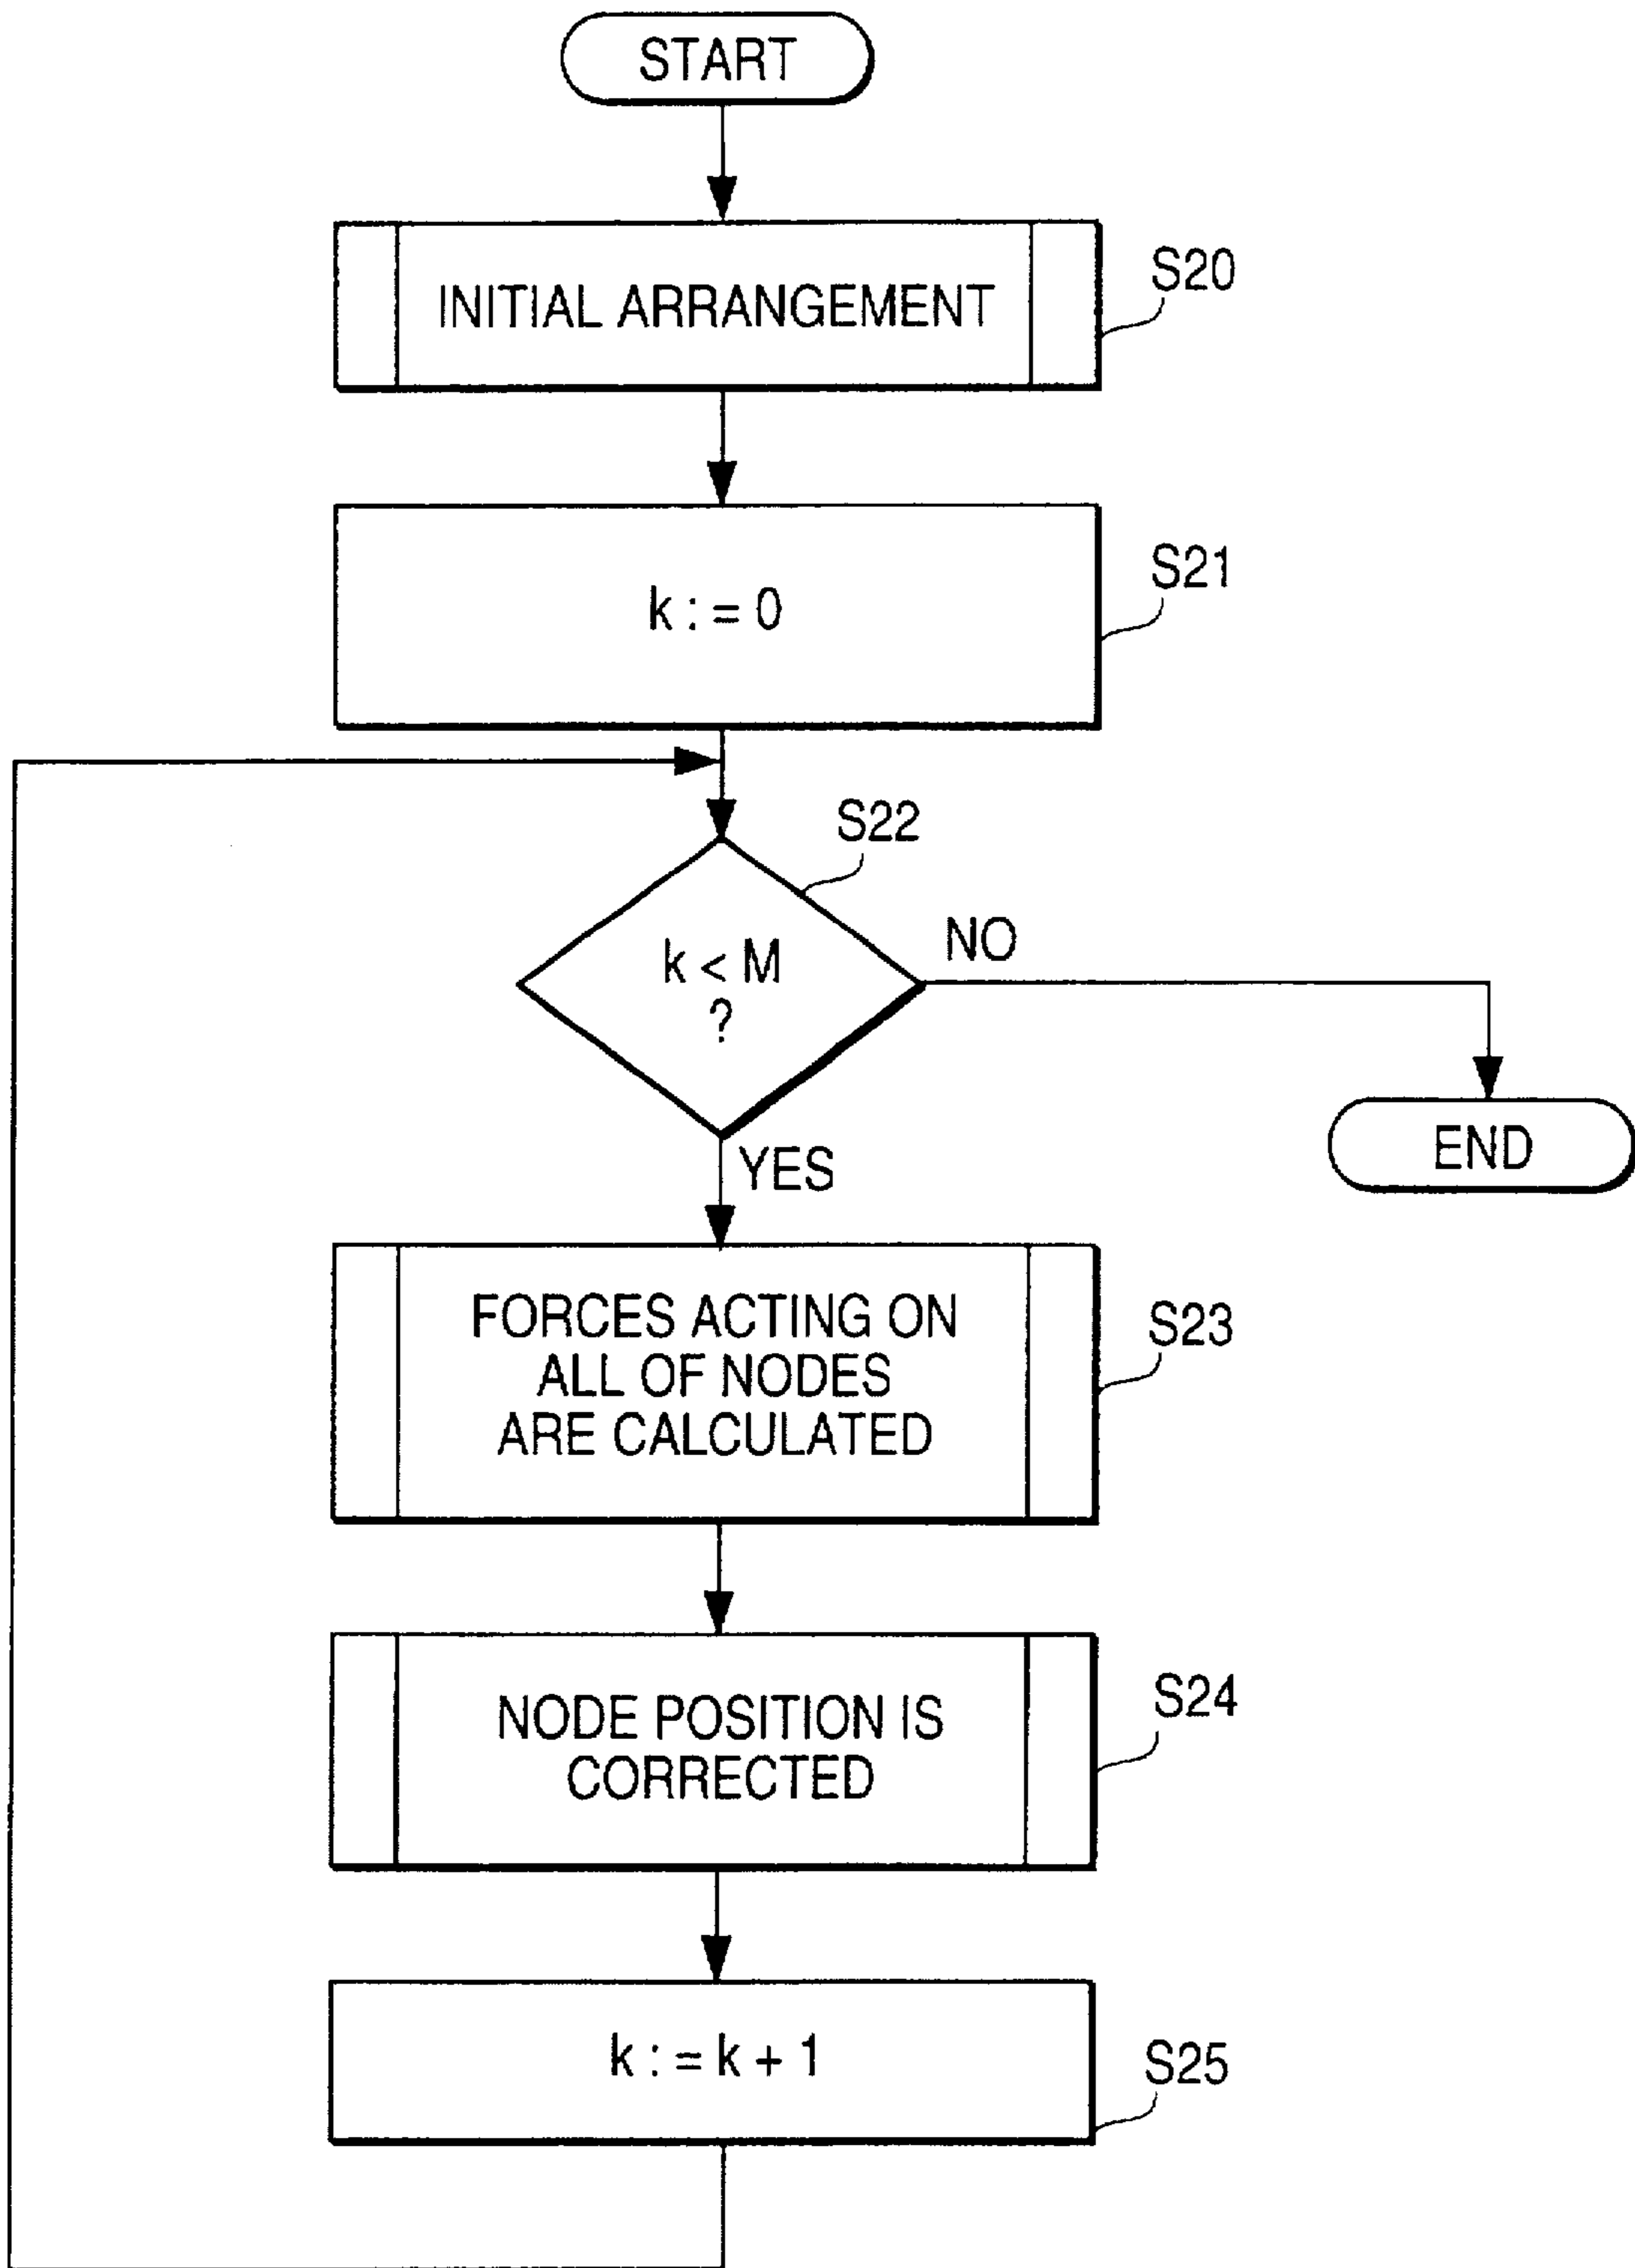 START
INITIAL ARRANGEMENT
S20
k : = 0
S21
S22
k < M
?
NO
YES
END
FORCES ACTING ON
ALL OF NODES
ARE CALCULATED
S23
NODE POSITION IS
CORRECTED
S24
k : = k + 1
S25